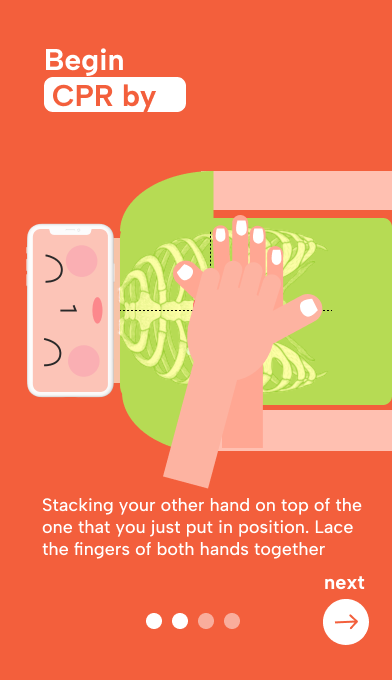 Begin
CPR by
Stacking your other hand on top of the
one that you just put in position. Lace
the fingers of both hands together
next